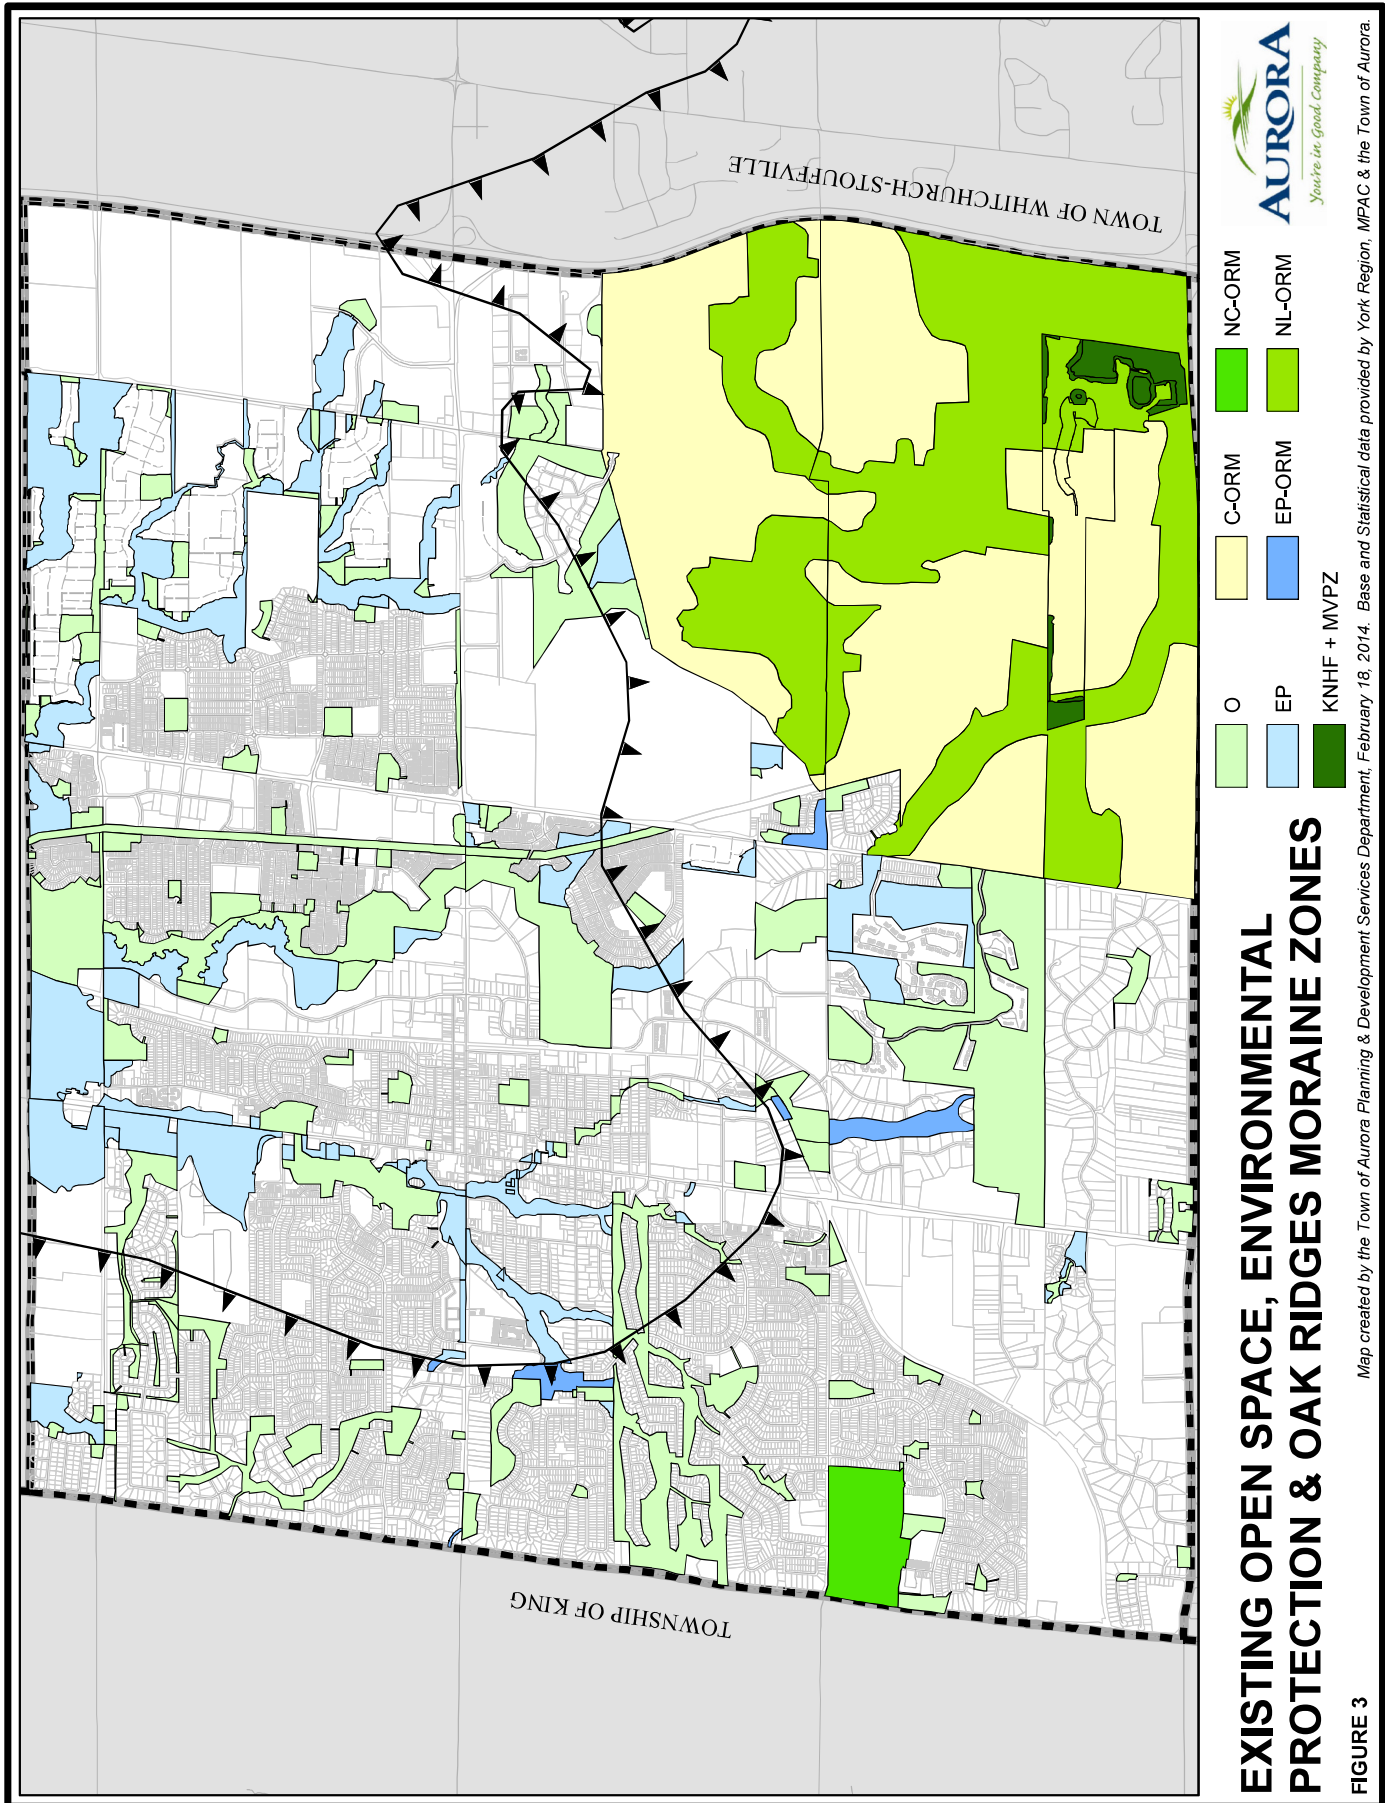 TOWN OF WHITCHURCH-STOUFFVILLE
TOWNSHIP OF KING
EXISTING OPEN SPACE, ENVIRONMENTAL
PROTECTION & OAK RIDGES MORAINE ZONES
FIGURE 3
O
C-ORM
NC-ORM
EP
EP-ORM
NL-ORM
KNHF + MVPZ
AURORA
You're in Good Company
Map created by the Town of Aurora Planning & Development Services Department, February 18, 2014. Base and Statistical data provided by York Region, MPAC & the Town of Aurora.